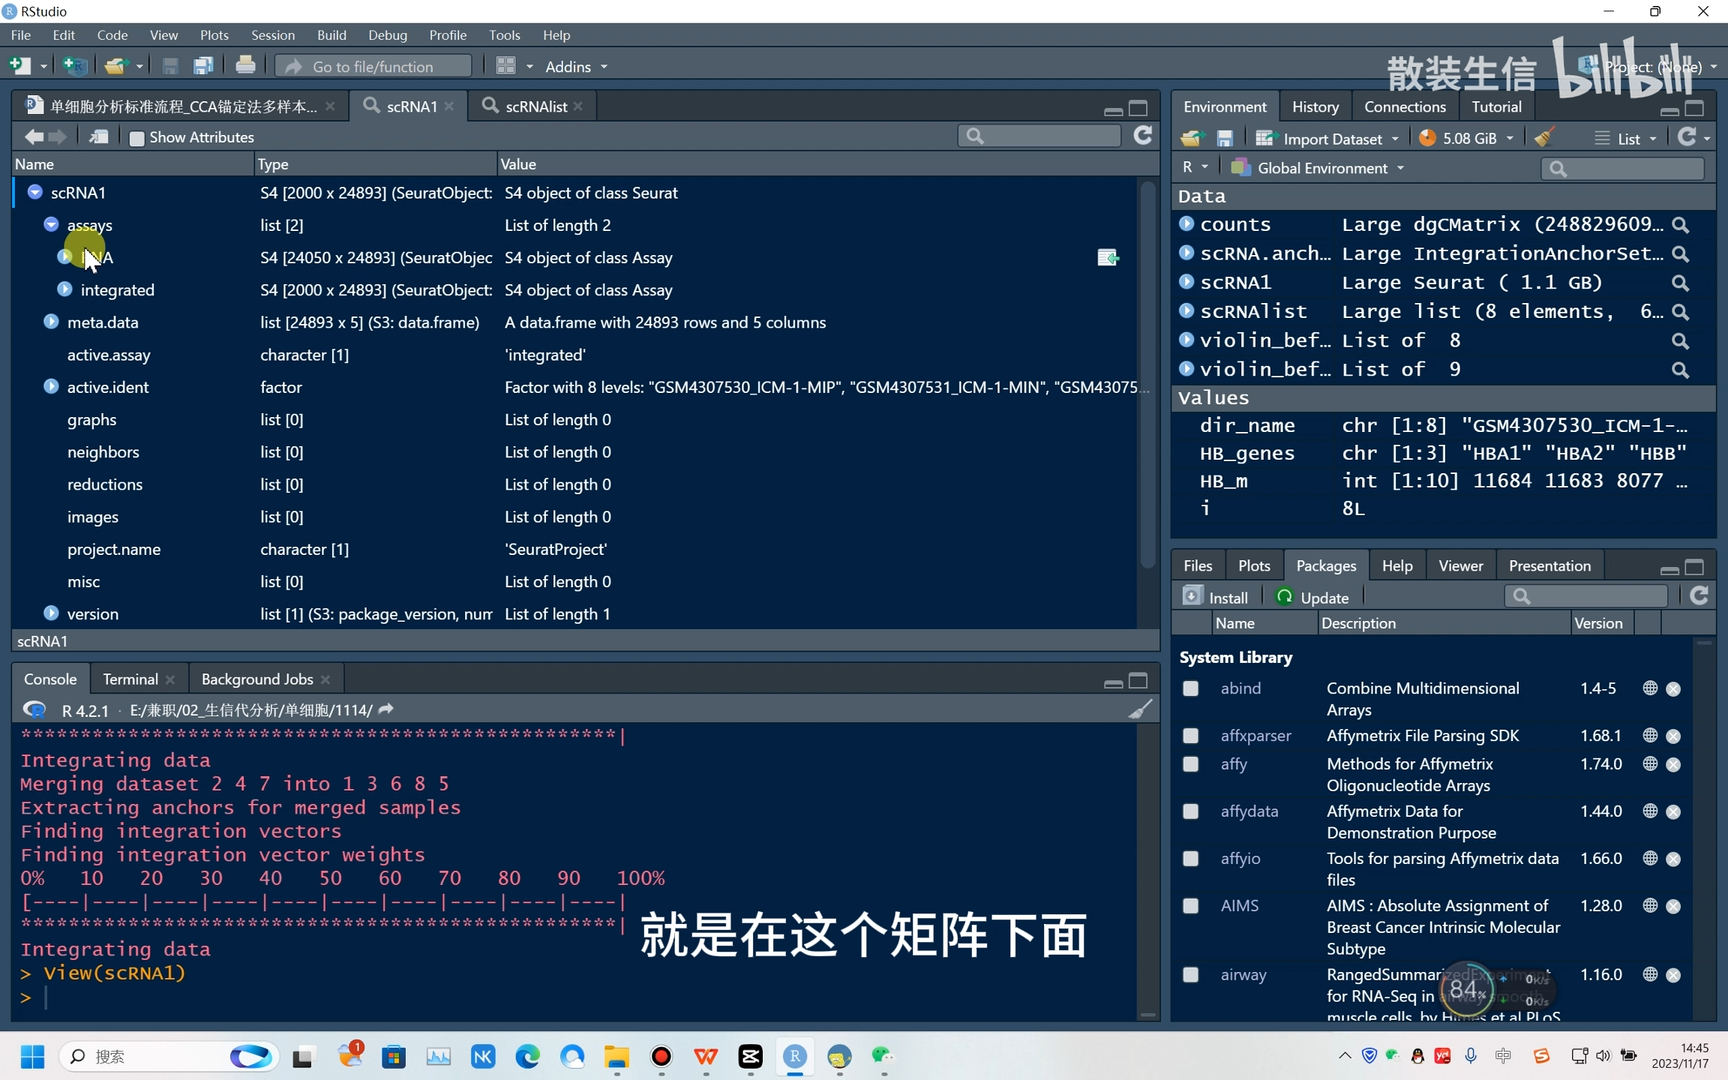 RStudio
File Edit Code View Plots Session Build Debug Profile Tools Help
Go to file/function Addins Project: (None)
散装生信 bilibili
单细胞分析标准流程_CCA锚定法多样本... scRNA1 scRNAlist
Show Attributes
Name Type Value
scRNA1 S4 [2000 x 24893] (SeuratObject: S4 object of class Seurat
assays list [2] List of length 2
RNA S4 [24050 x 24893] (SeuratObjec S4 object of class Assay
integrated S4 [2000 x 24893] (SeuratObject: S4 object of class Assay
meta.data list [24893 x 5] (S3: data.frame) A data.frame with 24893 rows and 5 columns
active.assay character [1] 'integrated'
active.ident factor Factor with 8 levels: "GSM4307530_ICM-1-MIP", "GSM4307531_ICM-1-MIN", "GSM43075...
graphs list [0] List of length 0
neighbors list [0] List of length 0
reductions list [0] List of length 0
images list [0] List of length 0
project.name character [1] 'SeuratProject'
misc list [0] List of length 0
version list [1] (S3: package_version, num List of length 1
scRNA1
Console Terminal Background Jobs
R 4.2.1 · E:/兼职/02_生信代分析/单细胞/1114/
**************************************************|
Integrating data
Merging dataset 2 4 7 into 1 3 6 8 5
Extracting anchors for merged samples
Finding integration vectors
Finding integration vector weights
0% 10 20 30 40 50 60 70 80 90 100%
[----|----|----|----|----|----|----|----|----|----|
**************************************************|
Integrating data
> View(scRNA1)
>
就是在这个矩阵下面
Environment History Connections Tutorial
Import Dataset 5.08 GiB List
R Global Environment
Data
counts Large dgCMatrix (248829609...
scRNA.anch... Large IntegrationAnchorSet...
scRNA1 Large Seurat ( 1.1 GB)
scRNAlist Large list (8 elements, 6...
violin_bef... List of 8
violin_bef... List of 9
Values
dir_name chr [1:8] "GSM4307530_ICM-1-...
HB_genes chr [1:3] "HBA1" "HBA2" "HBB"
HB_m int [1:10] 11684 11683 8077 ...
i 8L
Files Plots Packages Help Viewer Presentation
Install Update
Name Description Version
System Library
abind Combine Multidimensional 1.4-5
Arrays
affxparser Affymetrix File Parsing SDK 1.68.1
affy Methods for Affymetrix 1.74.0
Oligonucleotide Arrays
affydata Affymetrix Data for 1.44.0
Demonstration Purpose
affyio Tools for parsing Affymetrix data 1.66.0
files
AIMS AIMS : Absolute Assignment of 1.28.0
Breast Cancer Intrinsic Molecular
Subtype
airway RangedSummarizedExperiment 1.16.0
for RNA-Seq in airway smooth
muscle cells, by Himes et al PLoS
84% 0K/s
0K/s
搜索 1 NK 中 14:45
2023/11/17